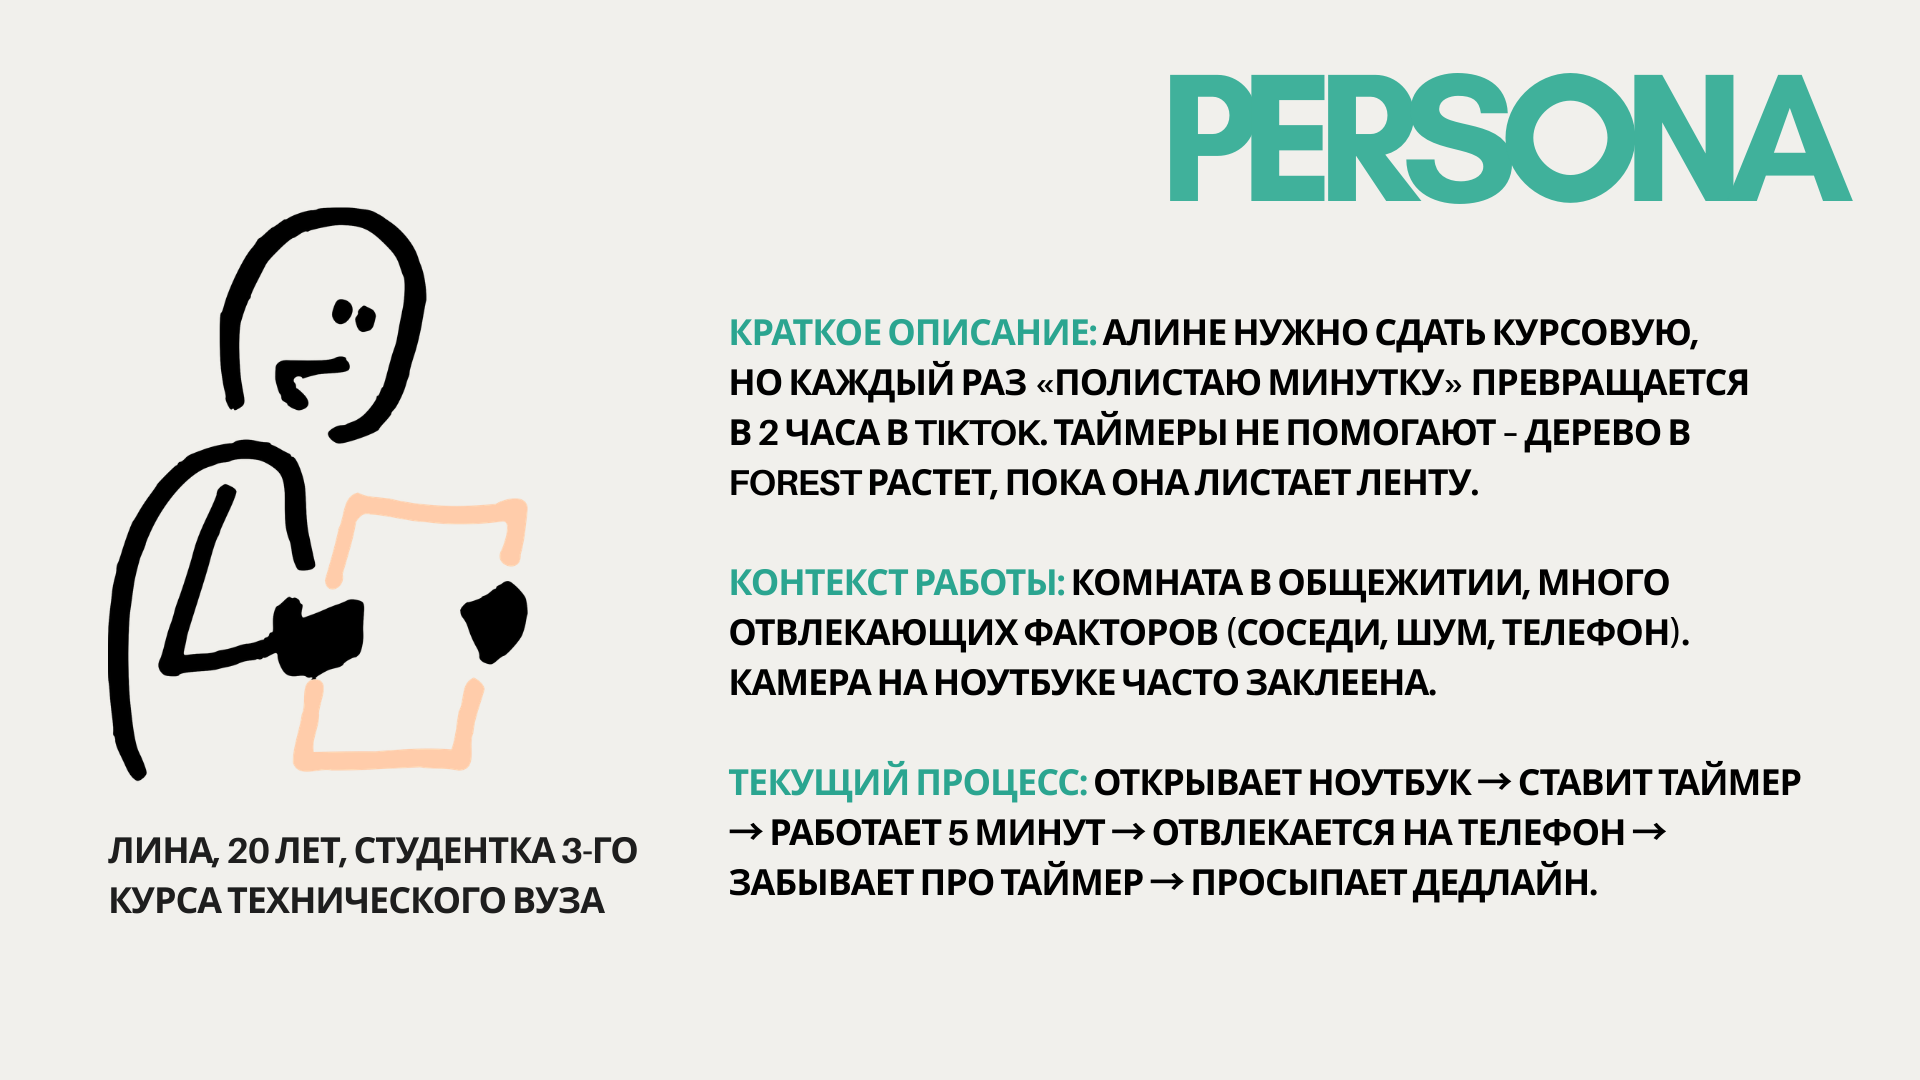 PERSONA
КРАТКОЕ ОПИСАНИЕ: АЛИНЕ НУЖНО СДАТЬ КУРСОВУЮ,
НО КАЖДЫЙ РАЗ «ПОЛИСТАЮ МИНУТКУ» ПРЕВРАЩАЕТСЯ
В 2 ЧАСА В TIKTOK. ТАЙМЕРЫ НЕ ПОМОГАЮТ – ДЕРЕВО В
FOREST РАСТЕТ, ПОКА ОНА ЛИСТАЕТ ЛЕНТУ.
КОНТЕКСТ РАБОТЫ: КОМНАТА В ОБЩЕЖИТИИ, МНОГО
ОТВЛЕКАЮЩИХ ФАКТОРОВ (СОСЕДИ, ШУМ, ТЕЛЕФОН).
КАМЕРА НА НОУТБУКЕ ЧАСТО ЗАКЛЕЕНА.
ТЕКУЩИЙ ПРОЦЕСС: ОТКРЫВАЕТ НОУТБУК → СТАВИТ ТАЙМЕР
→ РАБОТАЕТ 5 МИНУТ → ОТВЛЕКАЕТСЯ НА ТЕЛЕФОН →
ЗАБЫВАЕТ ПРО ТАЙМЕР → ПРОСЫПАЕТ ДЕДЛАЙН.
ЛИНА, 20 ЛЕТ, СТУДЕНТКА 3-ГО
КУРСА ТЕХНИЧЕСКОГО ВУЗА